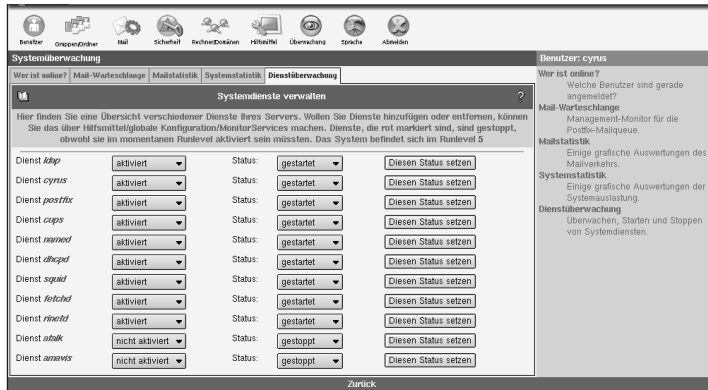 Benutzer Gruppen/Ordner Mail Sicherheit Rechner/Domänen Hilfsmittel Überwachung Sprache Abmelden
Systemüberwachung
Wer ist online? Mail-Warteschlange Mailstatistik Systemstatistik Dienstüberwachung
Systemdienste verwalten ?
Hier finden Sie eine Übersicht verschiedener Dienste Ihres Servers. Wollen Sie Dienste hinzufügen oder entfernen, können
Sie das über Hilfsmittel/globale Konfiguration/MonitorServices machen. Dienste, die rot markiert sind, sind gestoppt,
obwohl sie im momentanen Runlevel aktiviert sein müssten. Das System befindet sich im Runlevel 5
Dienst ldap aktiviert Status: gestartet Diesen Status setzen
Dienst cyrus aktiviert Status: gestartet Diesen Status setzen
Dienst postfix aktiviert Status: gestartet Diesen Status setzen
Dienst cups aktiviert Status: gestartet Diesen Status setzen
Dienst named aktiviert Status: gestartet Diesen Status setzen
Dienst dhcpd aktiviert Status: gestartet Diesen Status setzen
Dienst squid aktiviert Status: gestartet Diesen Status setzen
Dienst fetchd aktiviert Status: gestartet Diesen Status setzen
Dienst rinetd aktiviert Status: gestartet Diesen Status setzen
Dienst atalk nicht aktiviert Status: gestoppt Diesen Status setzen
Dienst amavis nicht aktiviert Status: gestoppt Diesen Status setzen
Zurück
Benutzer: cyrus
Wer ist online?
Welche Benutzer sind gerade
angemeldet?
Mail-Warteschlange
Management-Monitor für die
Postfix-Mailqueue.
Mailstatistik
Einige grafische Auswertungen des
Mailverkehrs.
Systemstatistik
Einige grafische Auswertungen der
Systemauslastung.
Dienstüberwachung
Überwachen, Starten und Stoppen
von Systemdiensten.